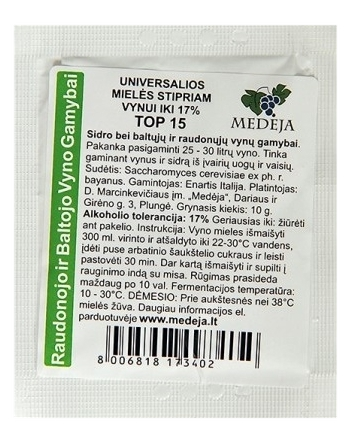 Raudonojo ir Baltojo Vyno Gamybai
UNIVERSALIOS
MIELĖS STIPRIAM
VYNUI IKI 17%
TOP 15
MEDEJA
Sidro bei baltųjų ir raudonųjų vynų gamybai.
Pakanka pasigaminti 25 - 30 litrų vyno. Tinka
gaminant vynus ir sidrą iš įvairių uogų ir vaisių.
Sudėtis: Saccharomyces cerevisiae ex ph. r.
bayanus. Gamintojas: Enartis Italija. Platintojas:
D. Marcinkevičiaus įm. „Medėja", Dariaus ir
Girėno g. 3, Plungė. Grynasis kiekis: 10 g.
Alkoholio tolerancija: 17% Geriausias iki: žiūrėti
ant pakelio. Instrukcija: Vyno mieles išmaišyti
300 ml. virinto ir atšaldyto iki 22-30°C vandens,
įdėti puse arbatinio šaukštelio cukraus ir leisti
pastovėti 30 min. Dar kartą išmaišyti ir supilti į
rauginimo indą su misa. Rūgimas prasideda
maždaug po 10 val. Fermentacijos temperatūra:
10 - 30°C. DĖMESIO: Prie aukštesnės nei 38°C
mielės žūva. Daugiau informacijos el.
parduotuvėje www.medeja.lt
8 006818 173402